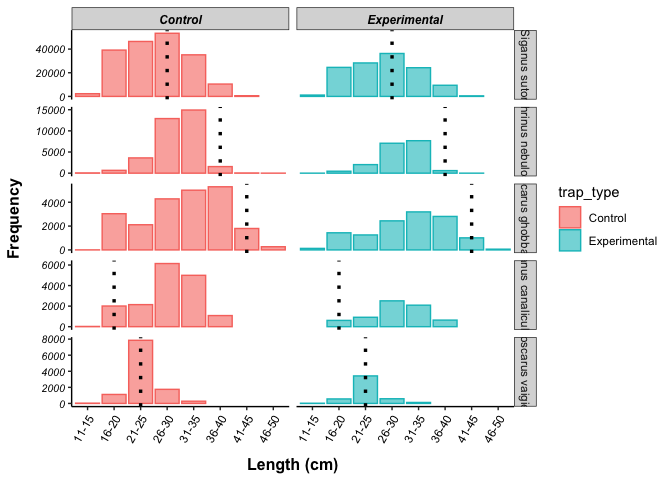 Control
Experimental
40000
20000
0
Siganus sutor
15000
10000
5000
0
hrinus nebulo
4000
2000
0
carus ghobb
6000
4000
2000
0
nus canalicul
8000
6000
4000
2000
0
oscarus vaigie
Frequency
11-15
16-20
21-25
26-30
31-35
36-40
41-45
46-50
11-15
16-20
21-25
26-30
31-35
36-40
41-45
46-50
Length (cm)
trap_type
Control
Experimental